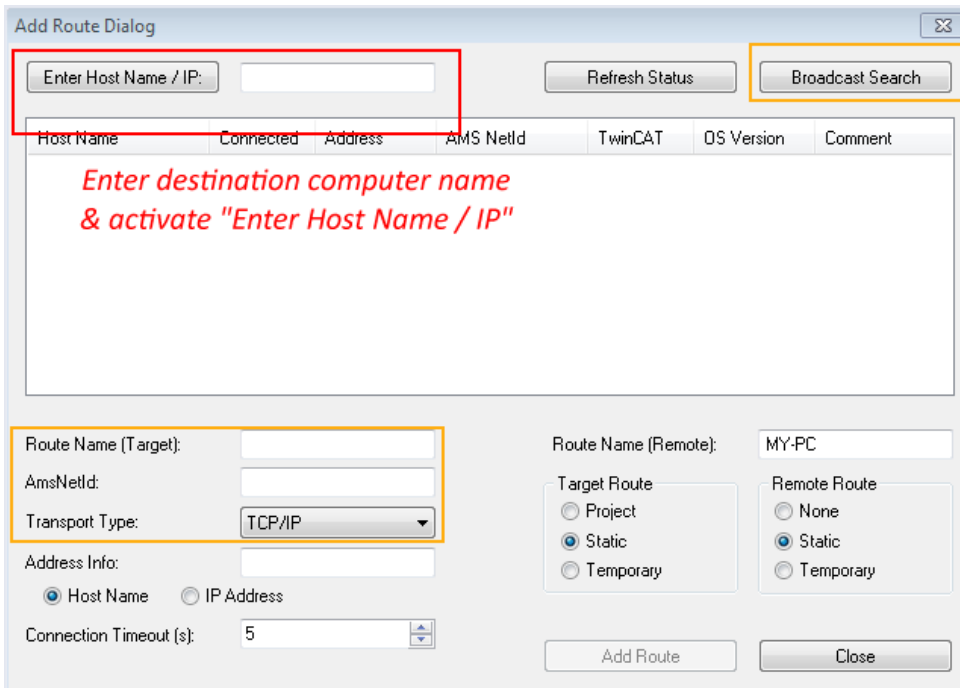 Add Route Dialog
Enter Host Name / IP: Refresh Status Broadcast Search
Host Name Connected Address AMS NetId TwinCAT OS Version Comment
Enter destination computer name
& activate "Enter Host Name / IP"
Route Name (Target): Route Name (Remote): MY-PC
AmsNetId: Target Route Remote Route
Transport Type: TCP/IP Project None
Static Static
Address Info: Temporary Temporary
Host Name IP Address
Connection Timeout (s): 5
Add Route Close